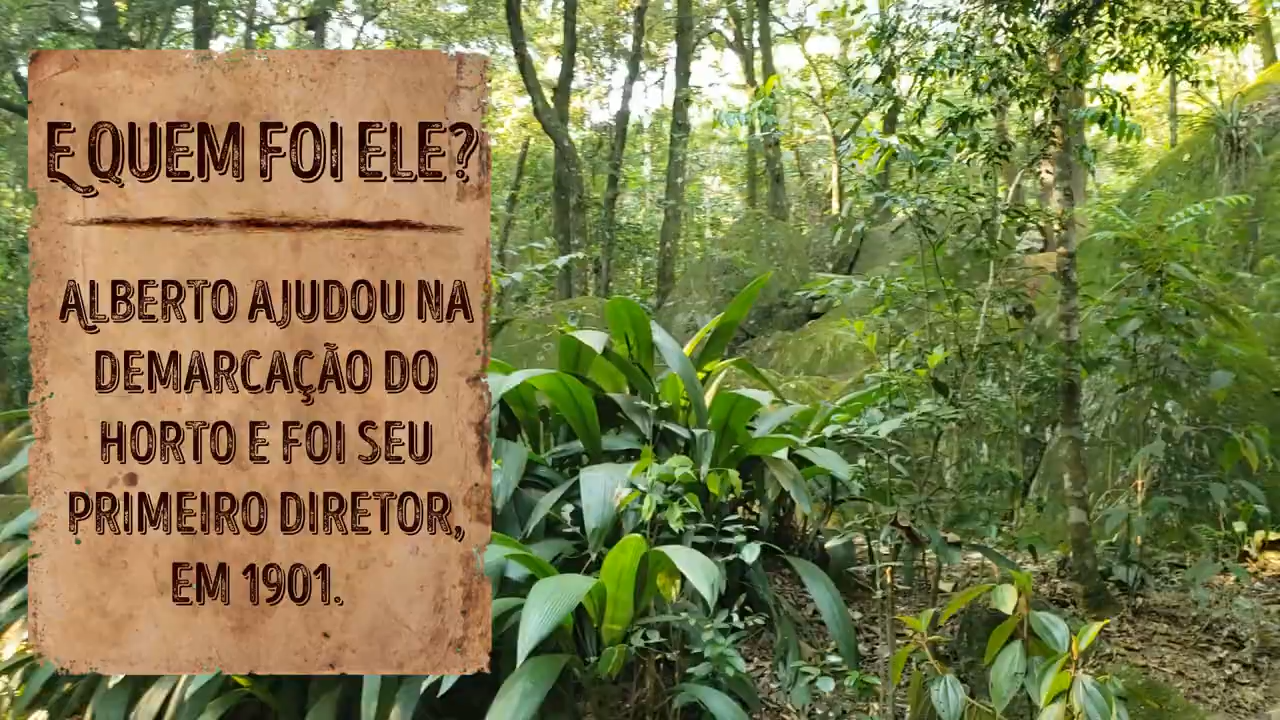 E QUEM FOI ELE?
ALBERTO AJUDOU NA
DEMARCAÇÃO DO
HORTO E FOI SEU
PRIMEIRO DIRETOR,
EM 1901.